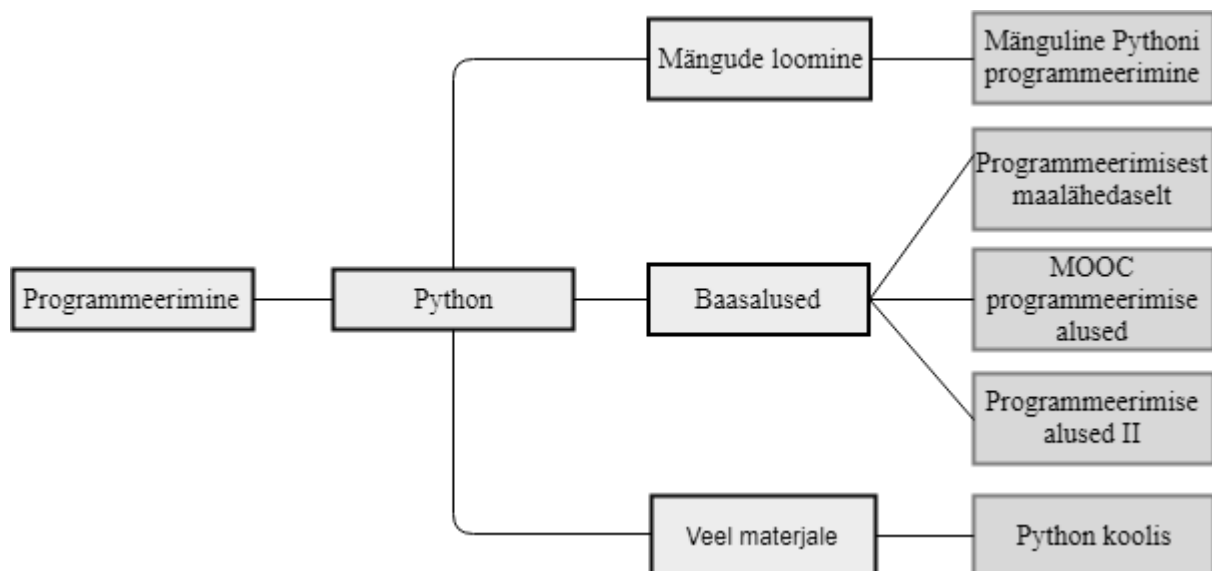 Mängude loomine
Mänguline Pythoni
programmeerimine
Programmeerimisest
maalähedaselt
Programmeerimine
Python
Baasalused
MOOC
programmeerimise
alused
Programmeerimise
alused II
Veel materjale
Python koolis